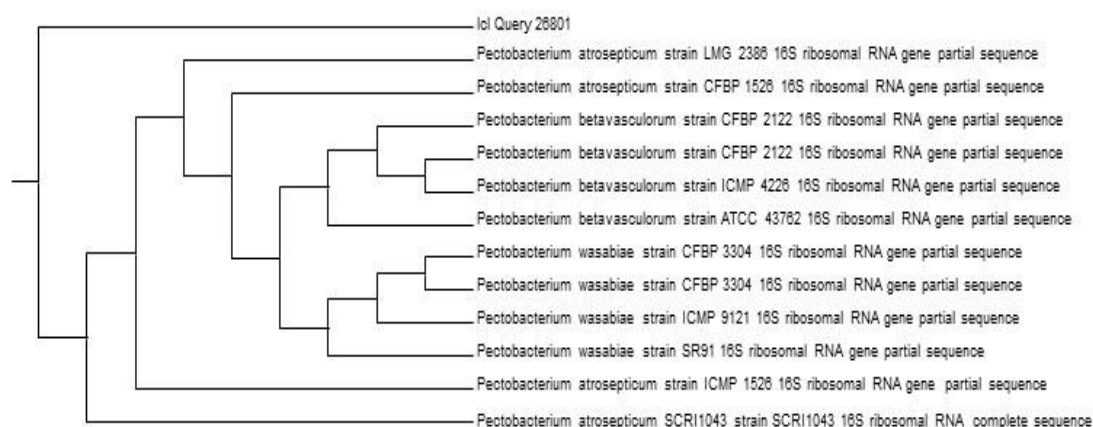 lcl Query 26801
Pectobacterium atrosepticum strain LMG 2386 16S ribosomal RNA gene partial sequence
Pectobacterium atrosepticum strain CFBP 1526 16S ribosomal RNA gene partial sequence
Pectobacterium betavasculorum strain CFBP 2122 16S ribosomal RNA gene partial sequence
Pectobacterium betavasculorum strain CFBP 2122 16S ribosomal RNA gene partial sequence
Pectobacterium betavasculorum strain ICMP 4226 16S ribosomal RNA gene partial sequence
Pectobacterium betavasculorum strain ATCC 43762 16S ribosomal RNA gene partial sequence
Pectobacterium wasabiae strain CFBP 3304 16S ribosomal RNA gene partial sequence
Pectobacterium wasabiae strain CFBP 3304 16S ribosomal RNA gene partial sequence
Pectobacterium wasabiae strain ICMP 9121 16S ribosomal RNA gene partial sequence
Pectobacterium wasabiae strain SR91 16S ribosomal RNA gene partial sequence
Pectobacterium atrosepticum strain ICMP 1526 16S ribosomal RNA gene partial sequence
Pectobacterium atrosepticum SCRI1043 strain SCRI1043 16S ribosomal RNA complete sequence